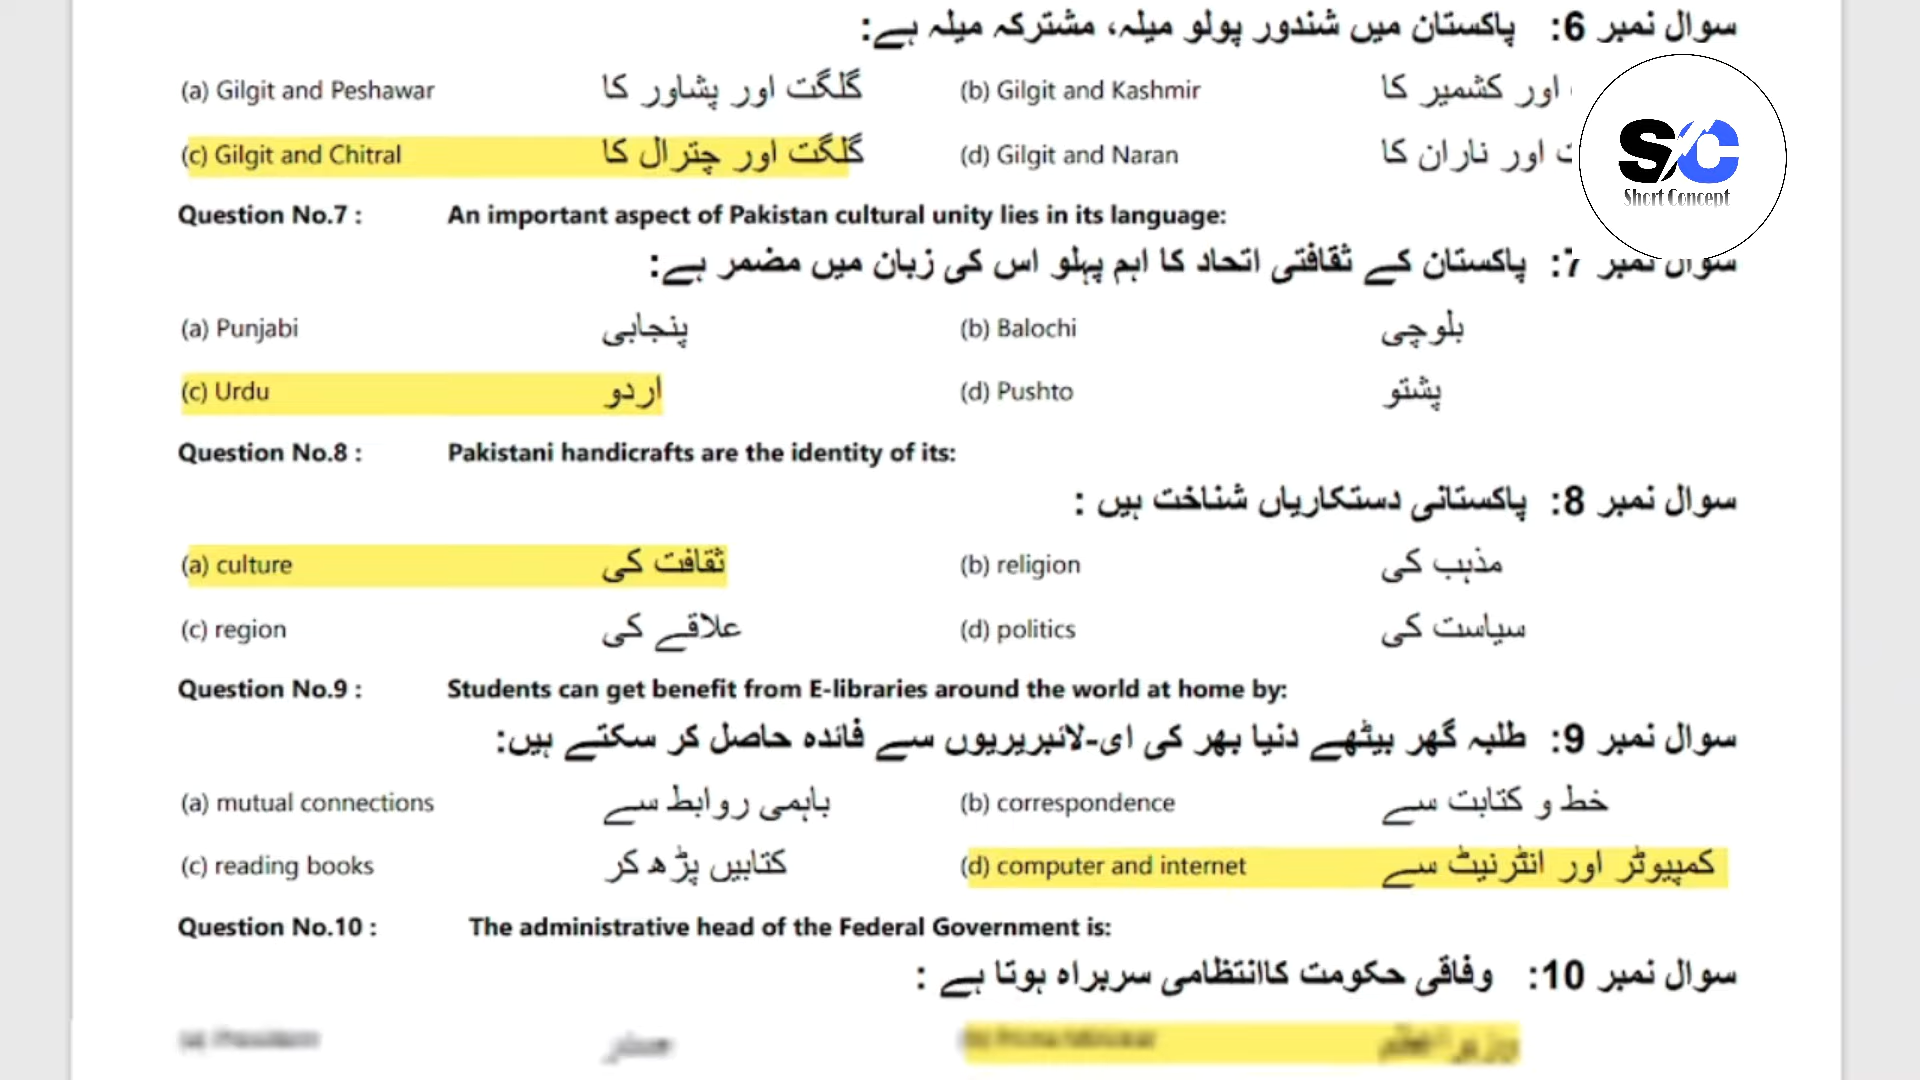 سوال نمبر 6: پاکستان میں شندور پولو میلہ، مشترکہ میلہ ہے:
(a) Gilgit and Peshawar گلگت اور پشاور کا (b) Gilgit and Kashmir اور کشمیر کا
(c) Gilgit and Chitral گلگت اور چترال کا (d) Gilgit and Naran اور ناران کا
SC
Short Concept
Question No.7 : An important aspect of Pakistan cultural unity lies in its language:
سوال نمبر 7: پاکستان کے ثقافتی اتحاد کا اہم پہلو اس کی زبان میں مضمر ہے:
(a) Punjabi پنجابی (b) Balochi بلوچی
(c) Urdu اردو (d) Pushto پشتو
Question No.8 : Pakistani handicrafts are the identity of its:
سوال نمبر 8: پاکستانی دستکاریاں شناخت ہیں :
(a) culture ثقافت کی (b) religion مذہب کی
(c) region علاقے کی (d) politics سیاست کی
Question No.9 : Students can get benefit from E-libraries around the world at home by:
سوال نمبر 9: طلبہ گھر بیٹھے دنیا بھر کی ای-لائبریریوں سے فائدہ حاصل کر سکتے ہیں:
(a) mutual connections باہمی روابط سے (b) correspondence خط و کتابت سے
(c) reading books کتابیں پڑھ کر (d) computer and internet کمپیوٹر اور انٹرنیٹ سے
Question No.10 : The administrative head of the Federal Government is:
سوال نمبر 10: وفاقی حکومت کاانتظامی سربراہ ہوتا ہے :